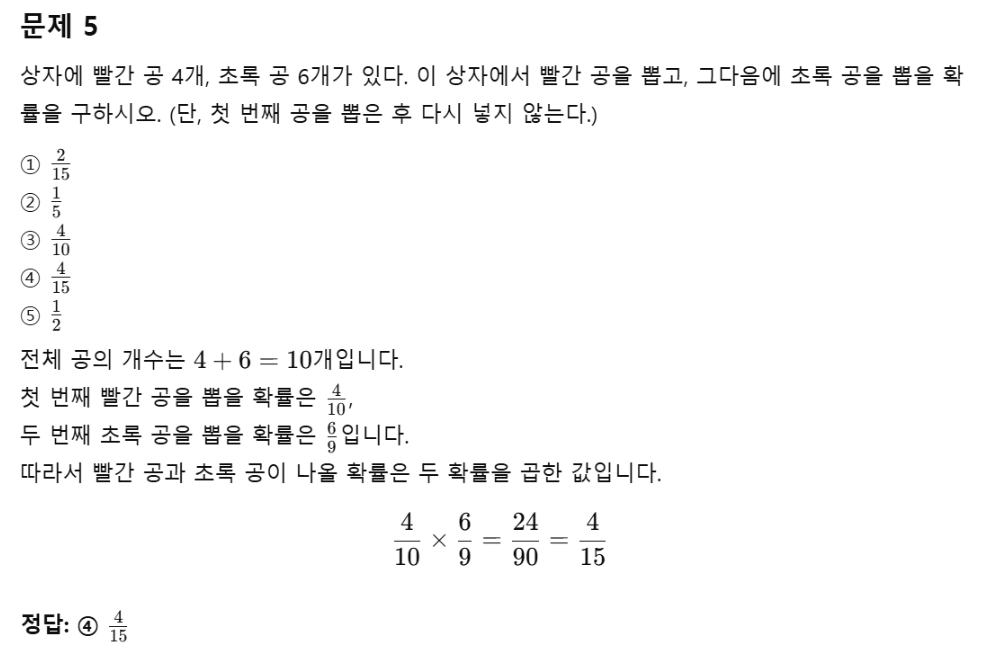 문제 5
상자에 빨간 공 4개, 초록 공 6개가 있다. 이 상자에서 빨간 공을 뽑고, 그다음에 초록 공을 뽑을 확
률을 구하시오. (단, 첫 번째 공을 뽑은 후 다시 넣지 않는다.)
① 2/15
② 1/5
③ 4/10
④ 4/15
⑤ 1/2
전체 공의 개수는 4 + 6 = 10개입니다.
첫 번째 빨간 공을 뽑을 확률은 4/10,
두 번째 초록 공을 뽑을 확률은 6/9입니다.
따라서 빨간 공과 초록 공이 나올 확률은 두 확률을 곱한 값입니다.
4/10 × 6/9 = 24/90 = 4/15
정답: ④ 4/15